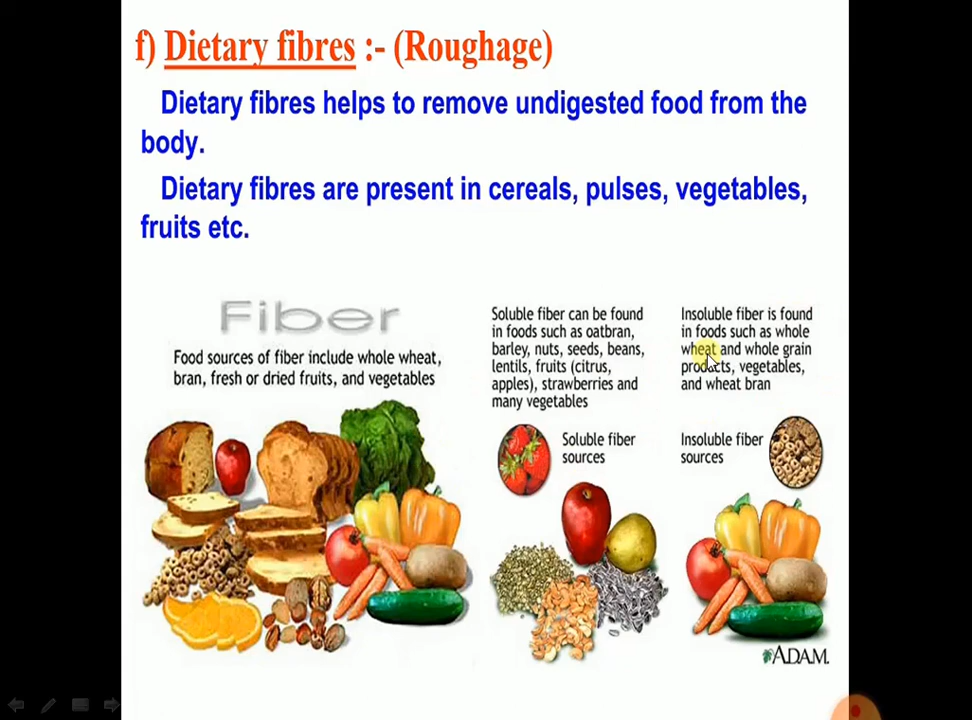 f) Dietary fibres :- (Roughage)
Dietary fibres helps to remove undigested food from the
body.
Dietary fibres are present in cereals, pulses, vegetables,
fruits etc.
Fiber
Food sources of fiber include whole wheat,
bran, fresh or dried fruits, and vegetables
Soluble fiber can be found
in foods such as oatbran,
barley, nuts, seeds, beans,
lentils, fruits (citrus,
apples), strawberries and
many vegetables
Soluble fiber
sources
Insoluble fiber is found
in foods such as whole
wheat and whole grain
products, vegetables,
and wheat bran
Insoluble fiber
sources
ADAM.